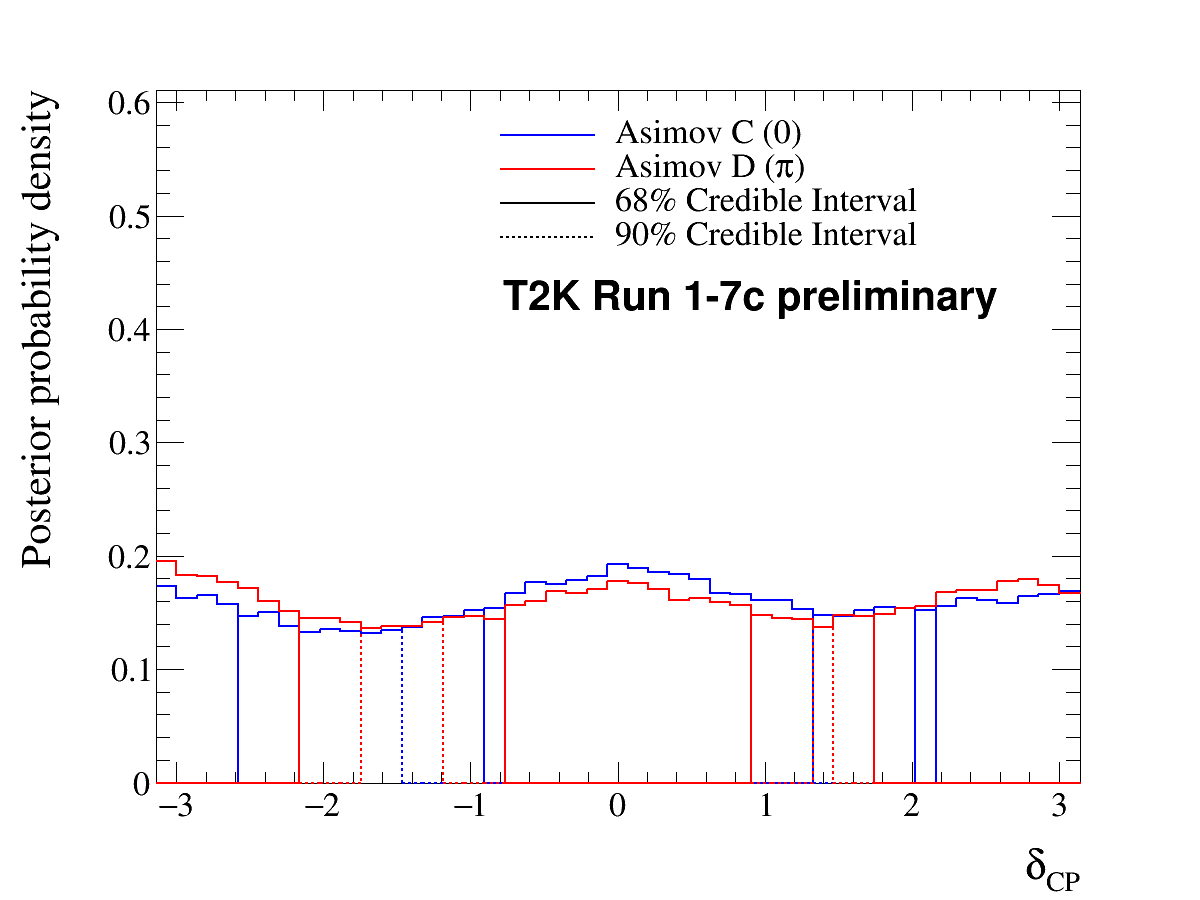 Posterior probability density
0.6
0.5
0.4
0.3
0.2
0.1
0
Asimov C (0)
Asimov D (π)
68% Credible Interval
90% Credible Interval
T2K Run 1-7c preliminary
−3 −2 −1 0 1 2 3
δCP